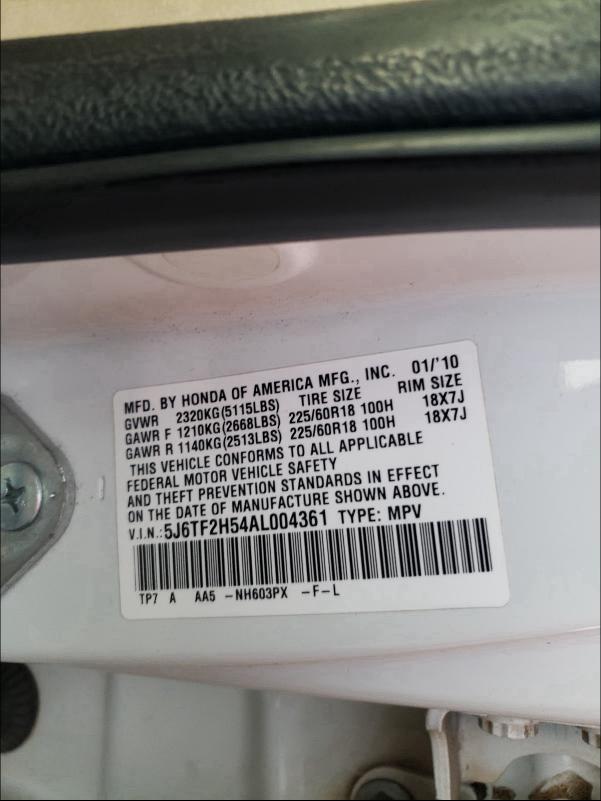 MFD. BY HONDA OF AMERICA MFG., INC. 01/'10
GVWR 2320KG(5115LBS) TIRE SIZE RIM SIZE
GAWR F 1210KG(2668LBS) 225/60R18 100H 18X7J
GAWR R 1140KG(2513LBS) 225/60R18 100H 18X7J
THIS VEHICLE CONFORMS TO ALL APPLICABLE
FEDERAL MOTOR VEHICLE SAFETY
AND THEFT PREVENTION STANDARDS IN EFFECT
ON THE DATE OF MANUFACTURE SHOWN ABOVE.
V.I.N.:5J6TF2H54AL004361 TYPE: MPV
TP7 A AA5 -NH603PX -F-L